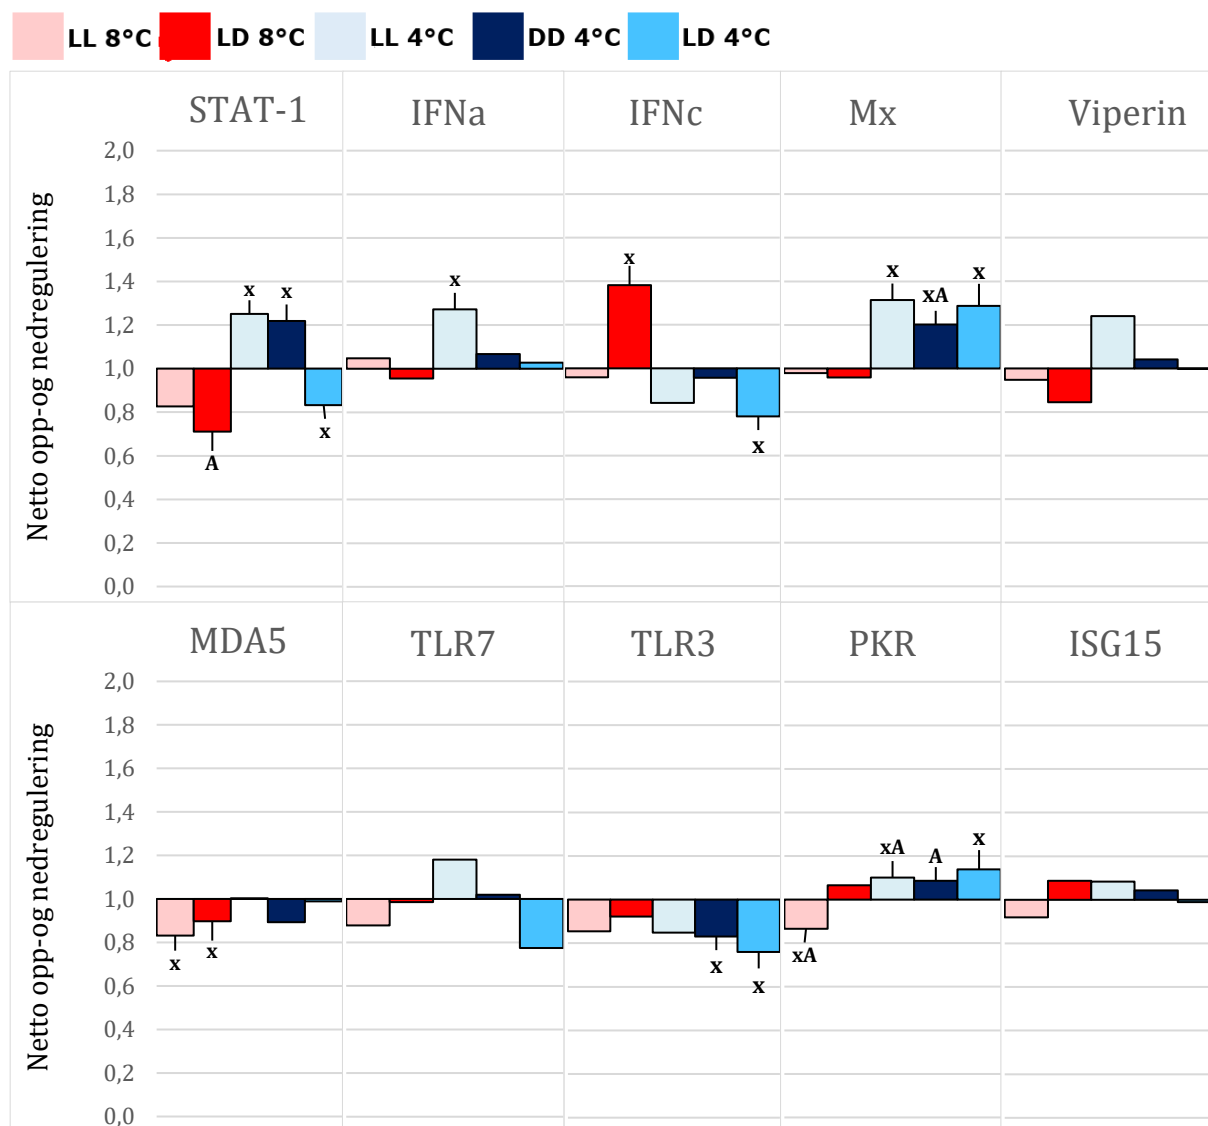 LL 8°C LD 8°C LL 4°C DD 4°C LD 4°C
STAT-1 IFNa IFNc Mx Viperin
Netto opp-og nedregulering
2,0
1,8
1,6
1,4
1,2
1,0
0,8
0,6
0,4
0,2
0,0
A x x x
x
x x
x xA x
MDA5 TLR7 TLR3 PKR ISG15
Netto opp-og nedregulering
2,0
1,8
1,6
1,4
1,2
1,0
0,8
0,6
0,4
0,2
0,0
x x
x x
xA xA A x